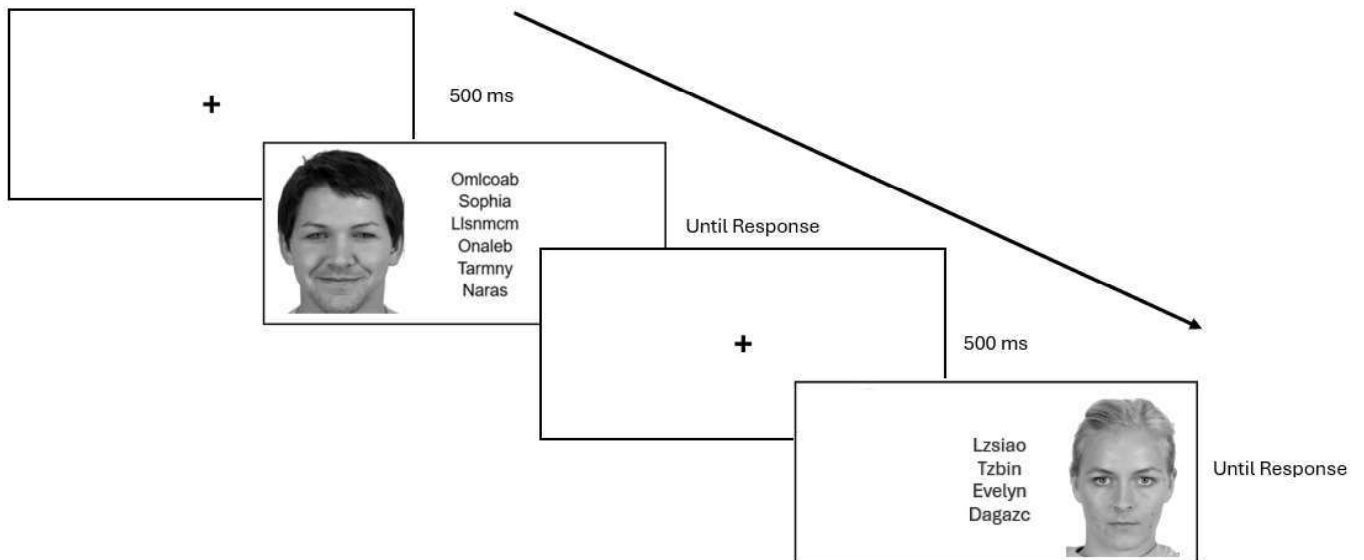 +
500 ms
Omlcoab
Sophia
Llsnmcm
Onaleb
Tarmny
Naras
Until Response
+
500 ms
Lzsiao
Tzbin
Evelyn
Dagazc
Until Response